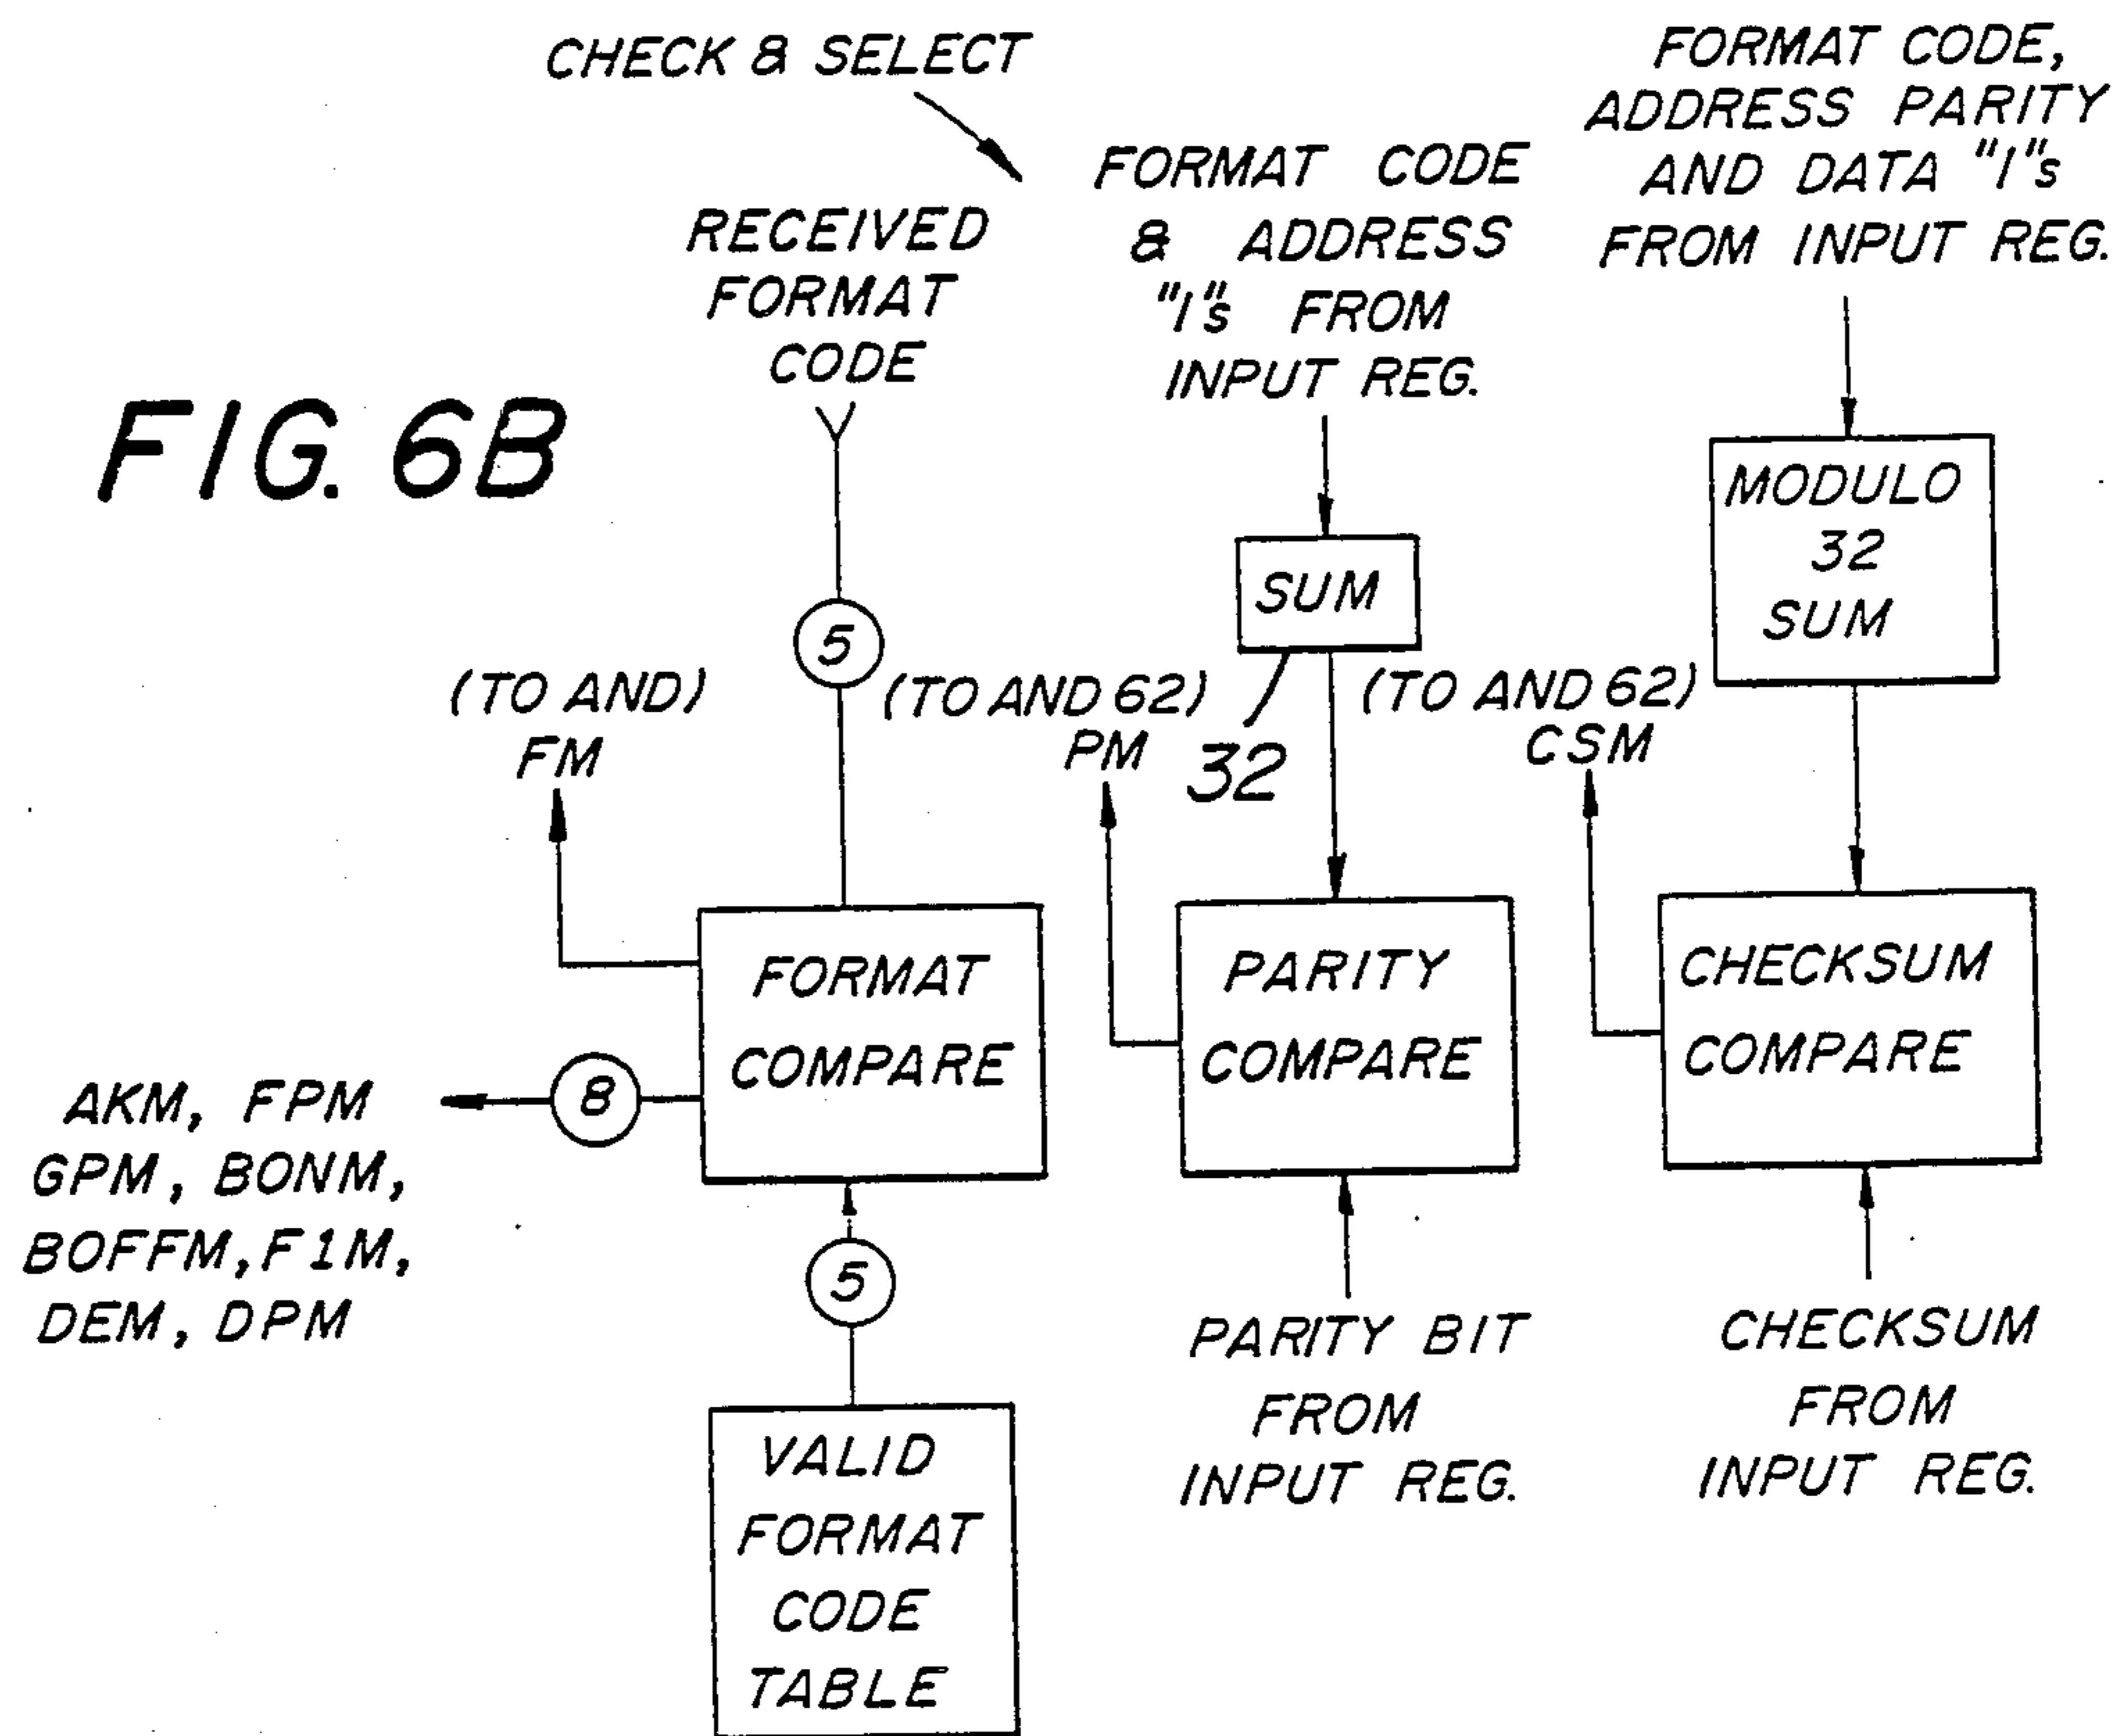 CHECK & SELECT
FORMAT CODE,
ADDRESS PARITY
AND DATA "1"s
FROM INPUT REG.
FORMAT CODE
& ADDRESS
"1"s FROM
INPUT REG.
RECEIVED
FORMAT
CODE
FIG. 6B
MODULO
32
SUM
SUM
5
(TO AND)
FM
(TO AND 62)
PM
32
(TO AND 62)
CSM
FORMAT
COMPARE
PARITY
COMPARE
CHECKSUM
COMPARE
8
AKM, FPM
GPM, BONM,
BOFFM, F1M,
DEM, DPM
5
PARITY BIT
FROM
INPUT REG.
CHECKSUM
FROM
INPUT REG.
VALID
FORMAT
CODE
TABLE